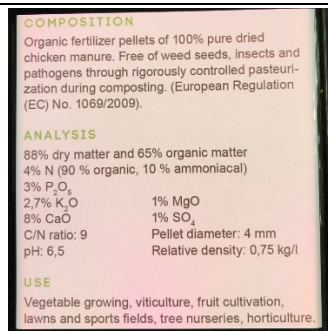 COMPOSITION
Organic fertilizer pellets of 100% pure dried
chicken manure. Free of weed seeds, insects and
pathogens through rigorously controlled pasteuri-
zation during composting. (European Regulation
(EC) No. 1069/2009).
ANALYSIS
88% dry matter and 65% organic matter
4% N (90 % organic, 10 % ammoniacal)
3% P₂O₅
2,7% K₂O 1% MgO
8% CaO 1% SO₄
C/N ratio: 9 Pellet diameter: 4 mm
pH: 6,5 Relative density: 0,75 kg/l
USE
Vegetable growing, viticulture, fruit cultivation,
lawns and sports fields, tree nurseries, horticulture.